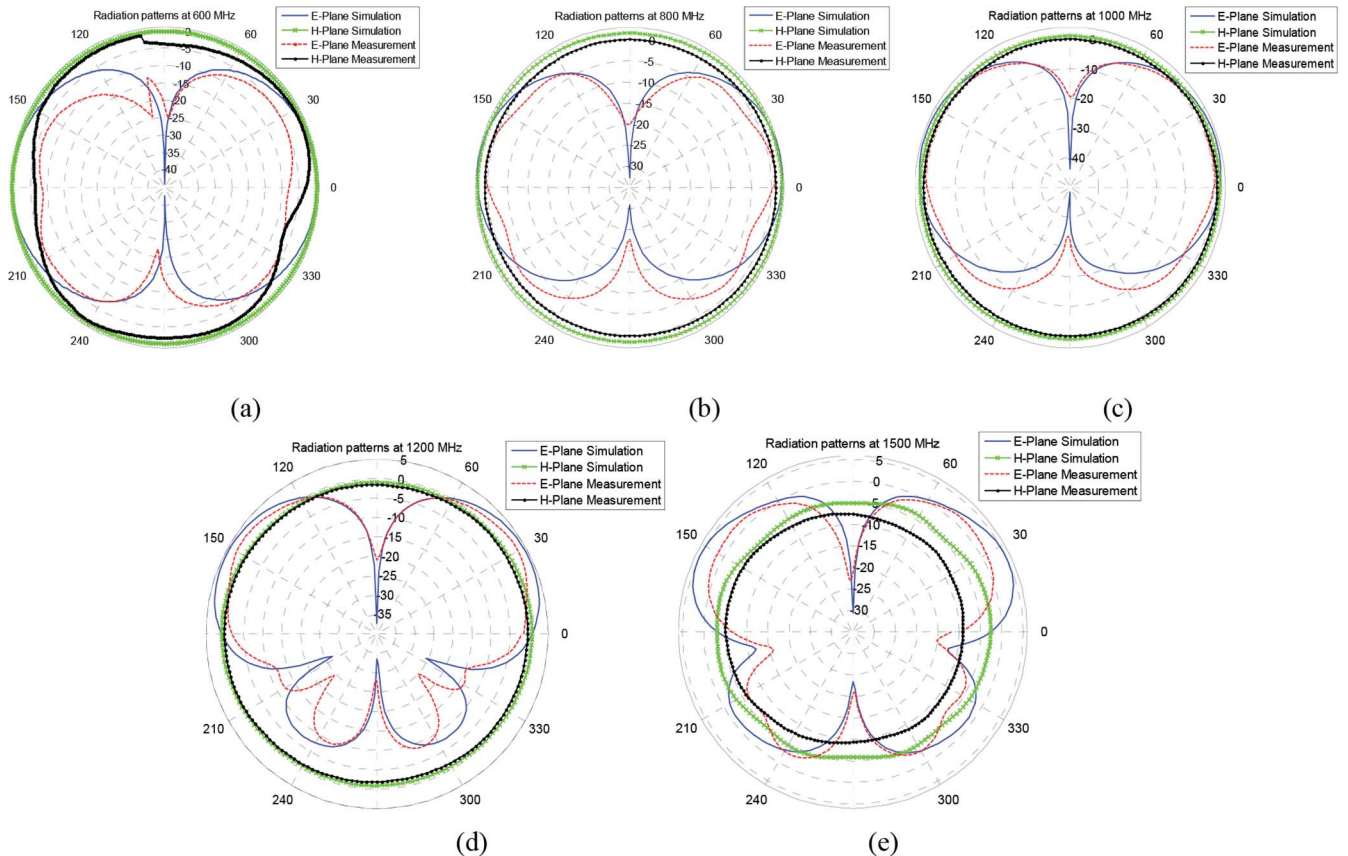 Radiation patterns at 600 MHz
E-Plane Simulation
H-Plane Simulation
E-Plane Measurement
H-Plane Measurement
120
60
150
30
0
210
330
240
300
-5
-10
-15
-20
-25
-30
-35
-40
(a)
Radiation patterns at 800 MHz
E-Plane Simulation
H-Plane Simulation
E-Plane Measurement
H-Plane Measurement
120
60
150
30
0
210
330
240
300
0
-5
-10
-15
-20
-25
-30
(b)
Radiation patterns at 1000 MHz
E-Plane Simulation
H-Plane Simulation
E-Plane Measurement
H-Plane Measurement
120
60
150
30
0
210
330
240
300
0
-10
-20
-30
-40
(c)
Radiation patterns at 1200 MHz
E-Plane Simulation
H-Plane Simulation
E-Plane Measurement
H-Plane Measurement
120
60
150
30
0
210
330
240
300
5
0
-5
-10
-15
-20
-25
-30
-35
(d)
Radiation patterns at 1500 MHz
E-Plane Simulation
H-Plane Simulation
E-Plane Measurement
H-Plane Measurement
120
60
150
30
0
210
330
240
300
5
0
-5
-10
-15
-20
-25
-30
(e)